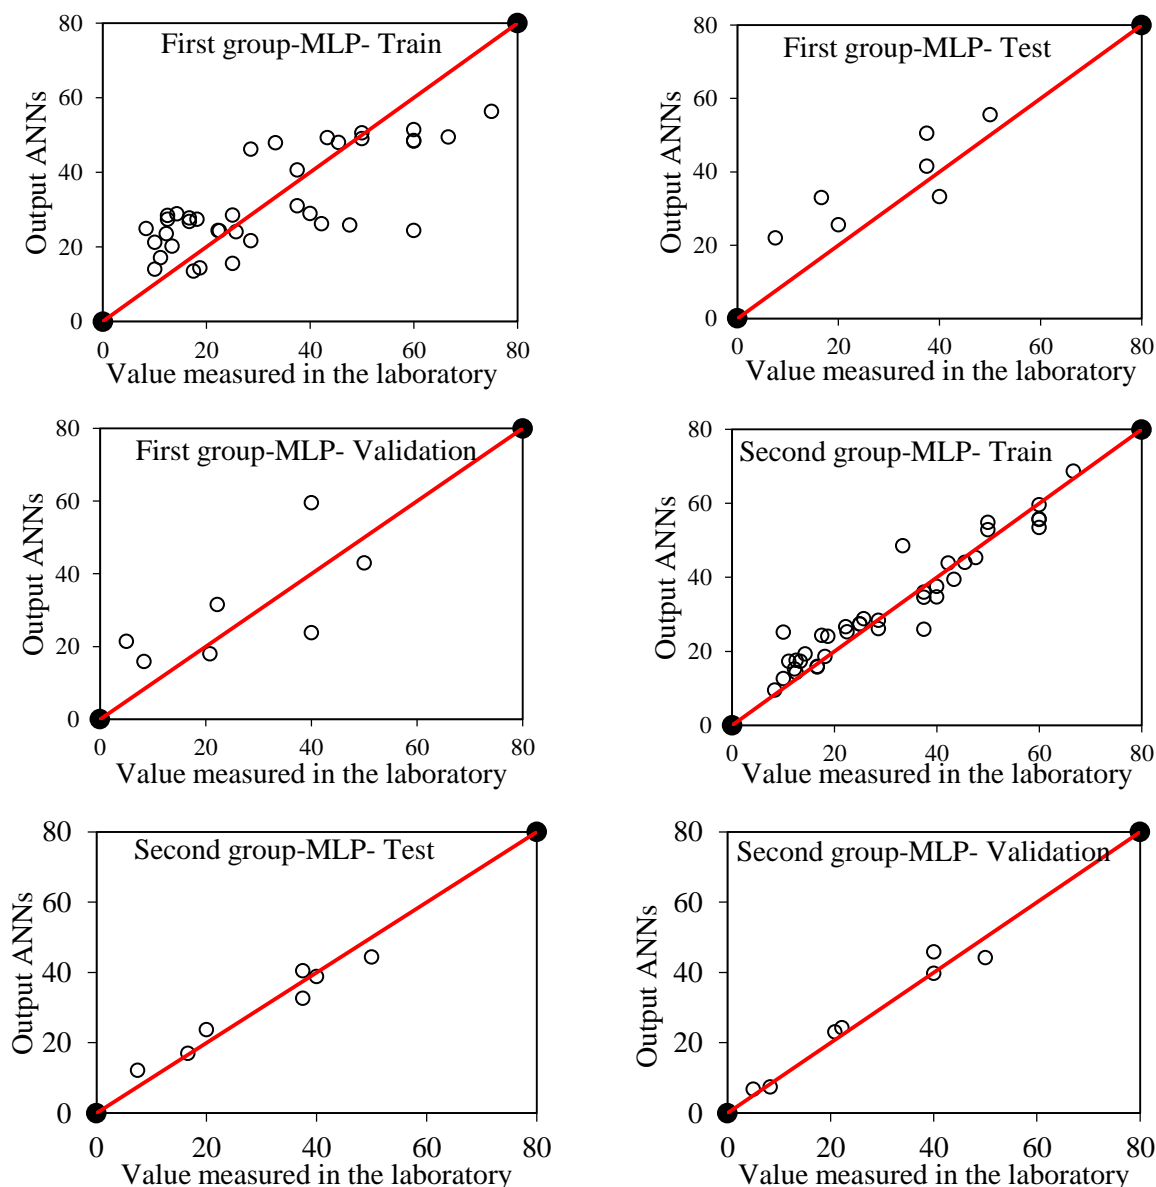 First group-MLP- Train
Output ANNs
80
60
40
20
0
0 20 40 60 80
Value measured in the laboratory
First group-MLP- Test
Output ANNs
80
60
40
20
0
0 20 40 60 80
Value measured in the laboratory
First group-MLP- Validation
Output ANNs
80
60
40
20
0
0 20 40 60 80
Value measured in the laboratory
Second group-MLP- Train
Output ANNs
80
60
40
20
0
0 20 40 60 80
Value measured in the laboratory
Second group-MLP- Test
Output ANNs
80
60
40
20
0
0 20 40 60 80
Value measured in the laboratory
Second group-MLP- Validation
Output ANNs
80
60
40
20
0
0 20 40 60 80
Value measured in the laboratory